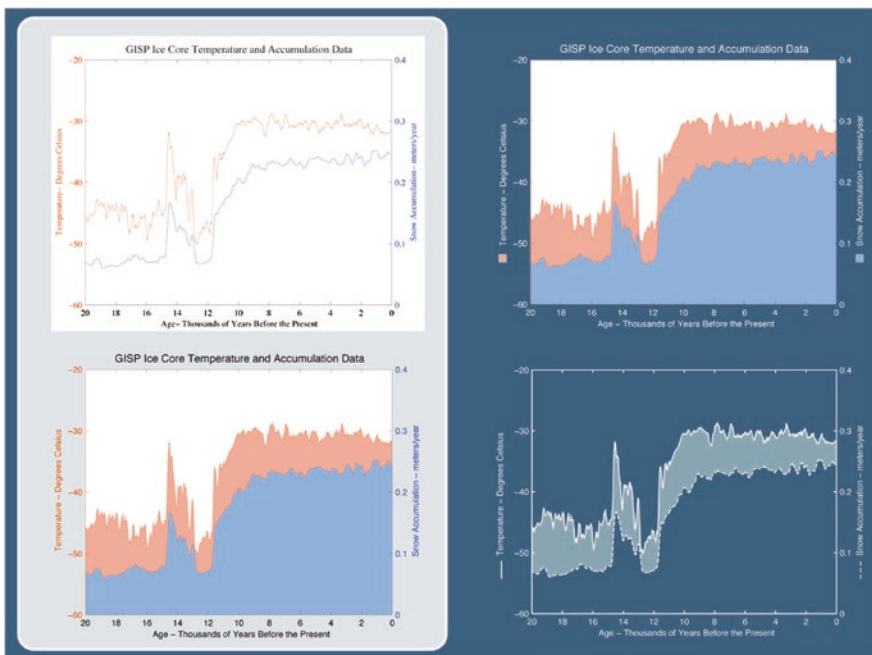 GISP Ice Core Temperature and Accumulation Data
−20
−30
−40
−50
−60
Temperature− Degrees Celsius
0.4
0.3
0.2
0.1
0
Snow Accumulation− meters/year
20 18 16 14 12 10 8 6 4 2 0
Age− Thousands of Years Before the Present
GISP Ice Core Temperature and Accumulation Data
−20
−30
−40
−50
−60
Temperature − Degrees Celsius
0.4
0.3
0.2
0.1
0
Snow Accumulation − meters/year
20 18 16 14 12 10 8 6 4 2 0
Age − Thousands of Years Before the Present
GISP Ice Core Temperature and Accumulation Data
−20
−30
−40
−50
−60
Temperature − Degrees Celsius
0.4
0.3
0.2
0.1
0
Snow Accumulation − meters/year
20 18 16 14 12 10 8 6 4 2 0
Age − Thousands of Years Before the Present
−20
−30
−40
−50
−60
Temperature − Degrees Celsius
0.4
0.3
0.2
0.1
0
Snow Accumulation − meters/year
20 18 16 14 12 10 8 6 4 2 0
Age − Thousands of Years Before the Present